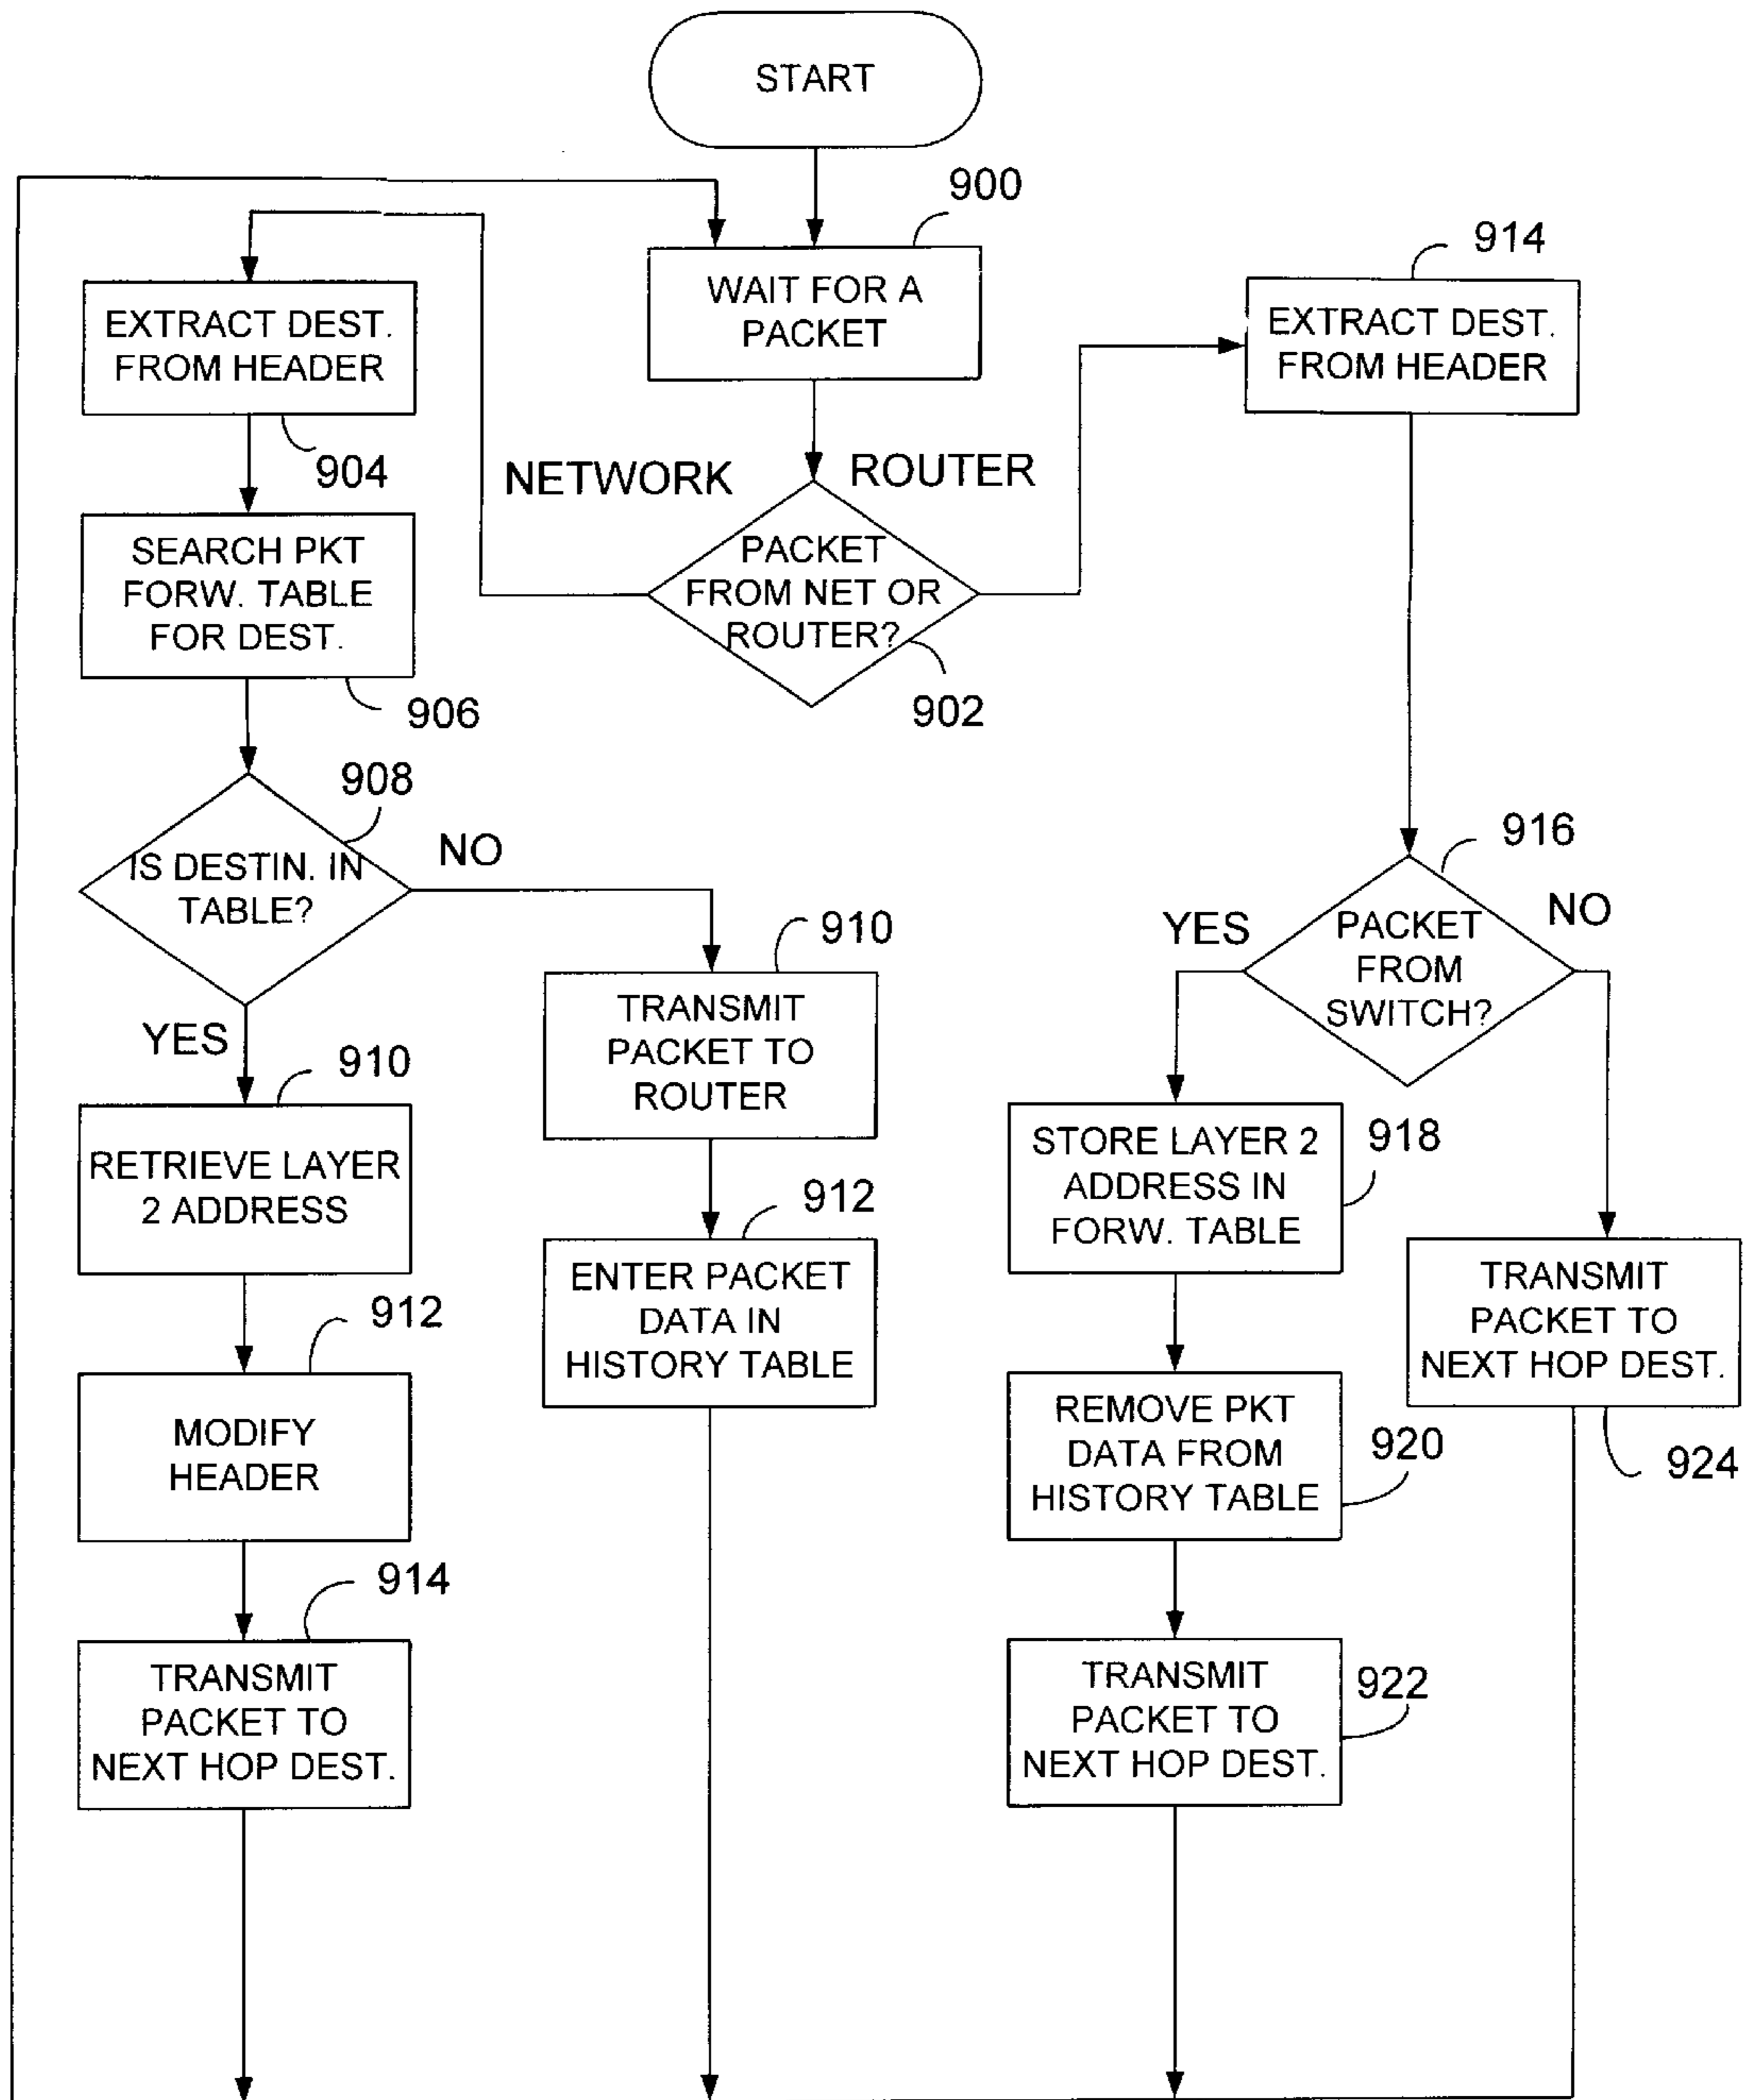 START
900
WAIT FOR A
PACKET
914
EXTRACT DEST.
FROM HEADER
EXTRACT DEST.
FROM HEADER
904
NETWORK
ROUTER
PACKET
FROM NET OR
ROUTER?
902
SEARCH PKT
FORW. TABLE
FOR DEST.
906
908
IS DESTIN. IN
TABLE?
NO
YES
910
TRANSMIT
PACKET TO
ROUTER
916
PACKET
FROM
SWITCH?
YES
NO
910
RETRIEVE LAYER
2 ADDRESS
912
ENTER PACKET
DATA IN
HISTORY TABLE
STORE LAYER 2
ADDRESS IN
FORW. TABLE
918
TRANSMIT
PACKET TO
NEXT HOP DEST.
924
912
MODIFY
HEADER
REMOVE PKT
DATA FROM
HISTORY TABLE
920
914
TRANSMIT
PACKET TO
NEXT HOP DEST.
TRANSMIT
PACKET TO
NEXT HOP DEST.
922